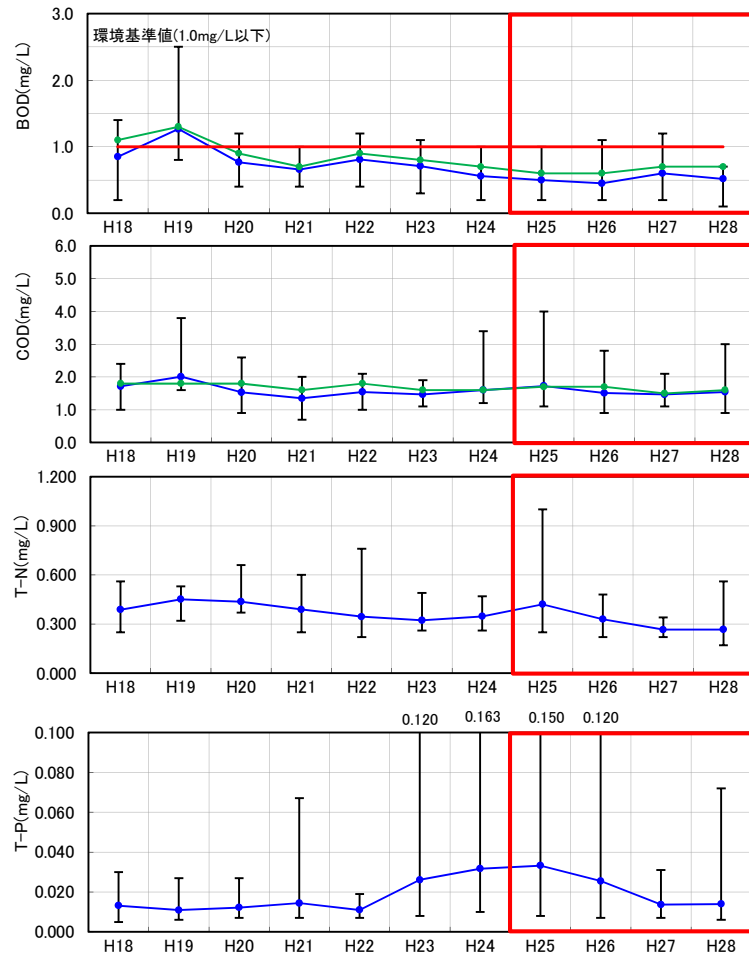 BOD(mg/L)
環境基準値(1.0mg/L以下)
3.0
2.0
1.0
0.0
H18 H19 H20 H21 H22 H23 H24 H25 H26 H27 H28
COD(mg/L)
6.0
5.0
4.0
3.0
2.0
1.0
0.0
H18 H19 H20 H21 H22 H23 H24 H25 H26 H27 H28
T-N(mg/L)
1.200
0.900
0.600
0.300
0.000
H18 H19 H20 H21 H22 H23 H24 H25 H26 H27 H28
T-P(mg/L)
0.120 0.163 0.150 0.120
0.100
0.080
0.060
0.040
0.020
0.000
H18 H19 H20 H21 H22 H23 H24 H25 H26 H27 H28